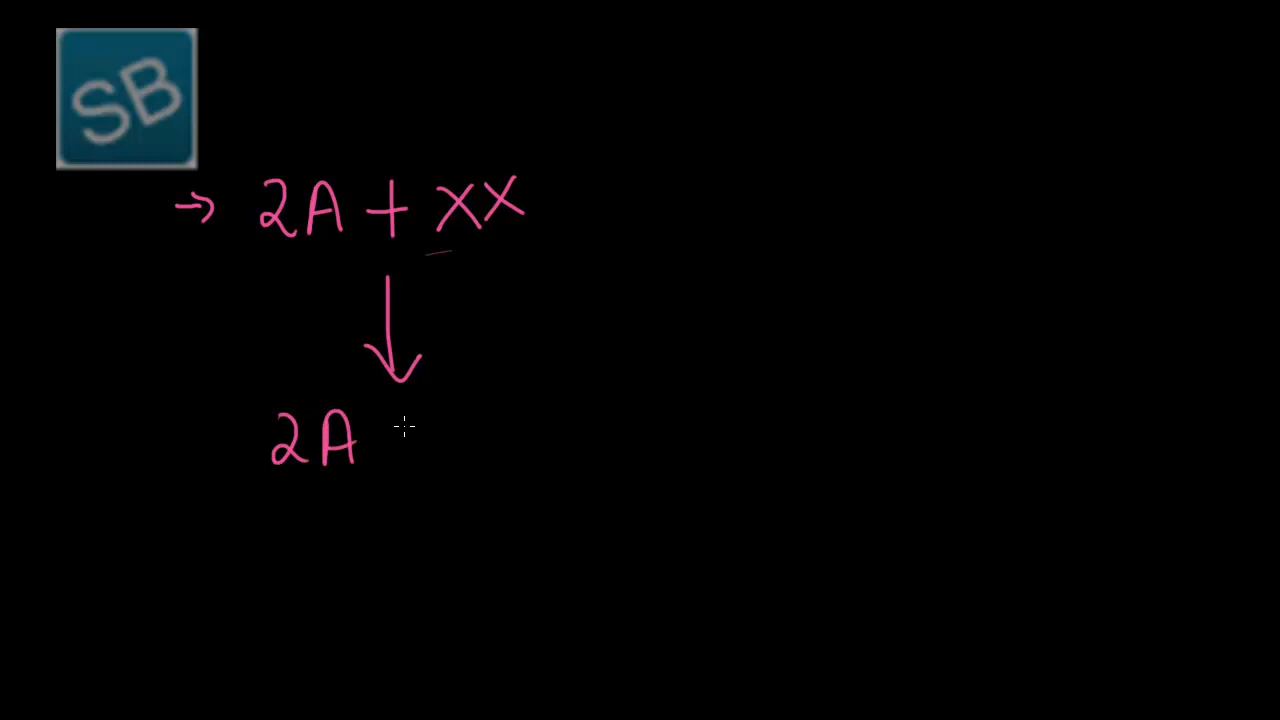 SB
→ 2A + XX
↓
2A